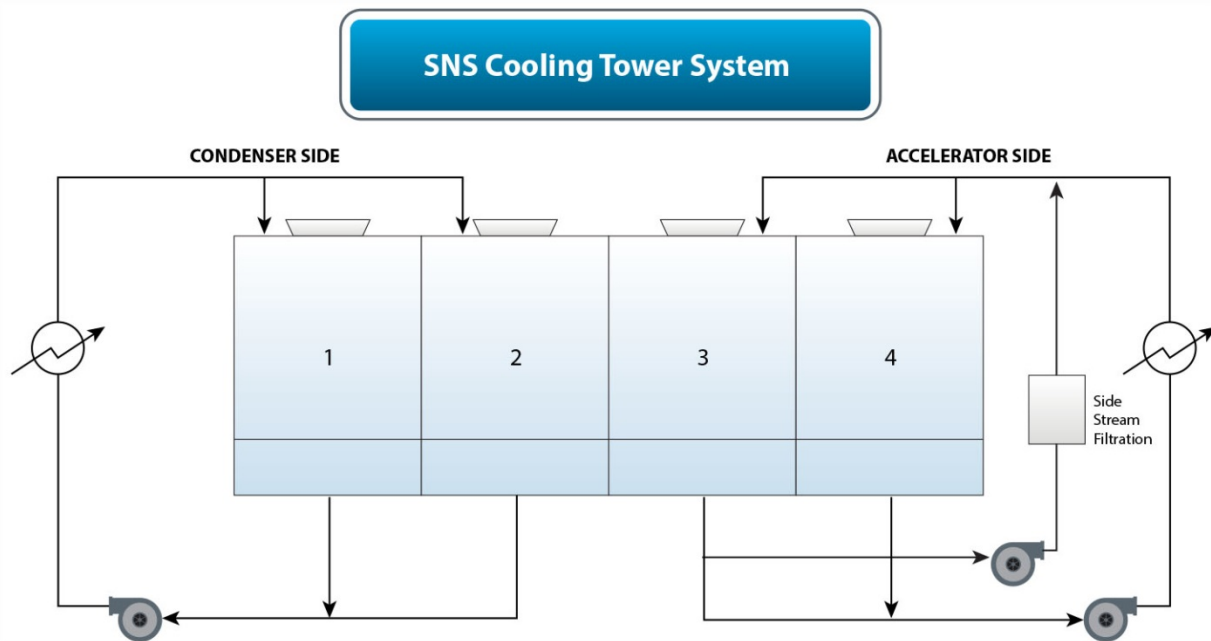 SNS Cooling Tower System
CONDENSER SIDE
ACCELERATOR SIDE
1
2
3
4
Side
Stream
Filtration